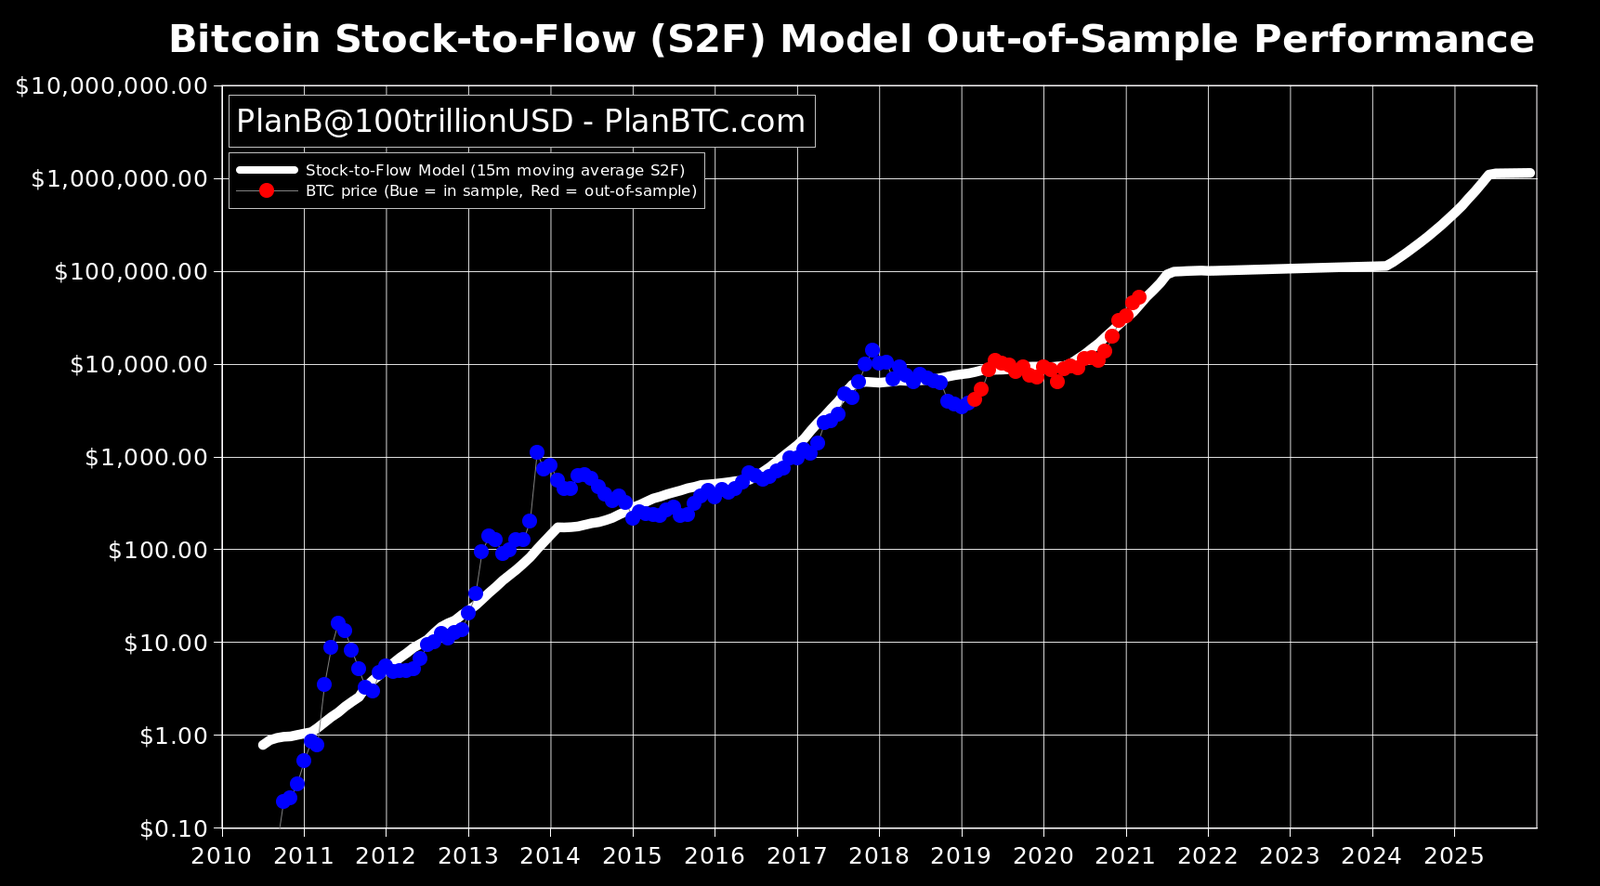 Bitcoin Stock-to-Flow (S2F) Model Out-of-Sample Performance
$10,000,000.00
PlanB@100trillionUSD - PlanBTC.com
Stock-to-Flow Model (15m moving average S2F)
$1,000,000.00
BTC price (Bue = in sample, Red = out-of-sample)
$100,000.00
$10,000.00
$1,000.00
$100.00
$10.00
$1.00
$0.10
2010 2011 2012 2013 2014 2015 2016 2017 2018 2019 2020 2021 2022 2023 2024 2025